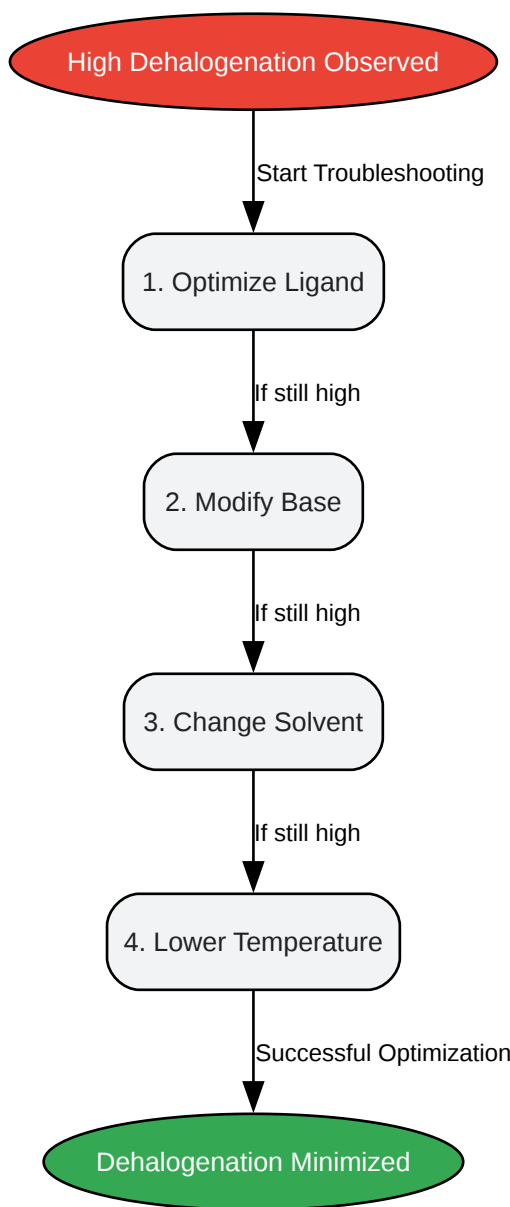 High Dehalogenation Observed
Start Troubleshooting
1. Optimize Ligand
If still high
2. Modify Base
If still high
3. Change Solvent
If still high
4. Lower Temperature
Successful Optimization
Dehalogenation Minimized